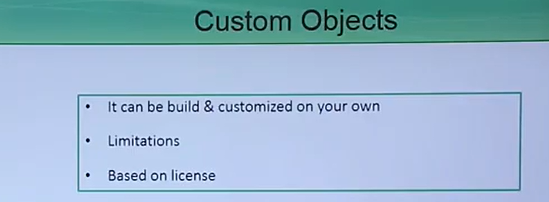 Custom Objects
• It can be build & customized on your own
• Limitations
• Based on license